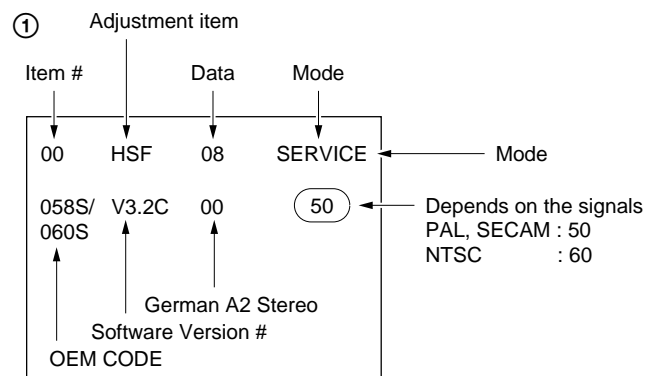 ① Adjustment item
Item # Data Mode
00 HSF 08 SERVICE Mode
058S/ V3.2C 00 50 Depends on the signals
060S PAL, SECAM : 50
NTSC : 60
German A2 Stereo
Software Version #
OEM CODE